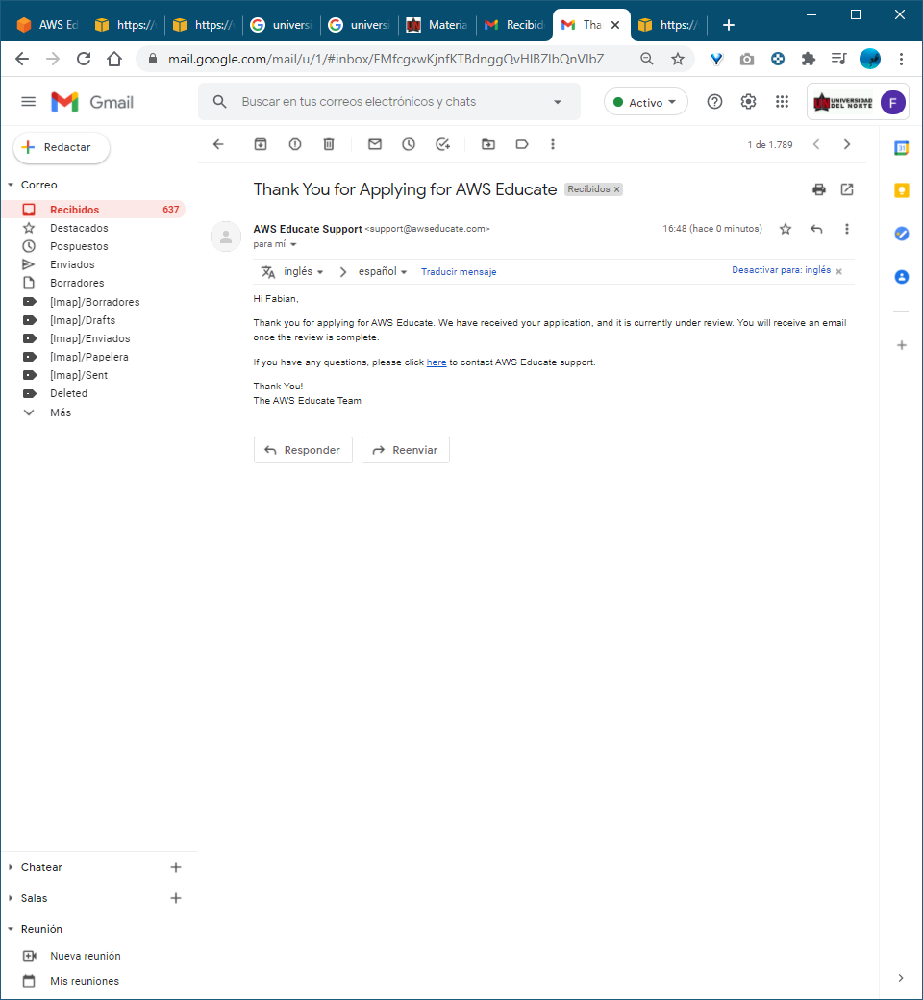 AWS Ed
https://
https://
universi
universi
Materia
Recibid
Tha
https://
mail.google.com/mail/u/1/#inbox/FMfcgxwKjnfKTBdnggQvHlBZlbQnVlbZ
Gmail
Buscar en tus correos electrónicos y chats
Activo
UN UNIVERSIDAD DEL NORTE
F
Redactar
1 de 1.789
Correo
Recibidos 637
Destacados
Pospuestos
Enviados
Borradores
[Imap]/Borradores
[Imap]/Drafts
[Imap]/Enviados
[Imap]/Papelera
[Imap]/Sent
Deleted
Más
Thank You for Applying for AWS Educate Recibidos x
AWS Educate Support <support@awseducate.com> 16:48 (hace 0 minutos)
para mí
inglés > español Traducir mensaje Desactivar para: inglés x
Hi Fabian,
Thank you for applying for AWS Educate. We have received your application, and it is currently under review. You will receive an email
once the review is complete.
If you have any questions, please click here to contact AWS Educate support.
Thank You!
The AWS Educate Team
Responder
Reenviar
Chatear
Salas
Reunión
Nueva reunión
Mis reuniones